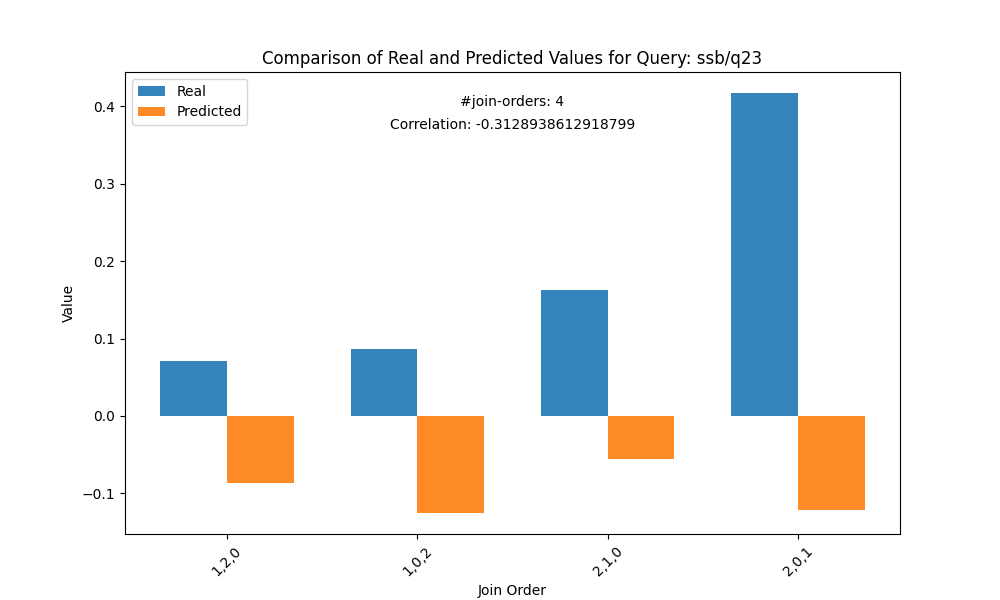 Comparison of Real and Predicted Values for Query: ssb/q23
Real
Predicted
#join-orders: 4
Correlation: -0.3128938612918799
0.4
0.3
0.2
0.1
0.0
−0.1
Value
1,2,0
1,0,2
2,1,0
2,0,1
Join Order